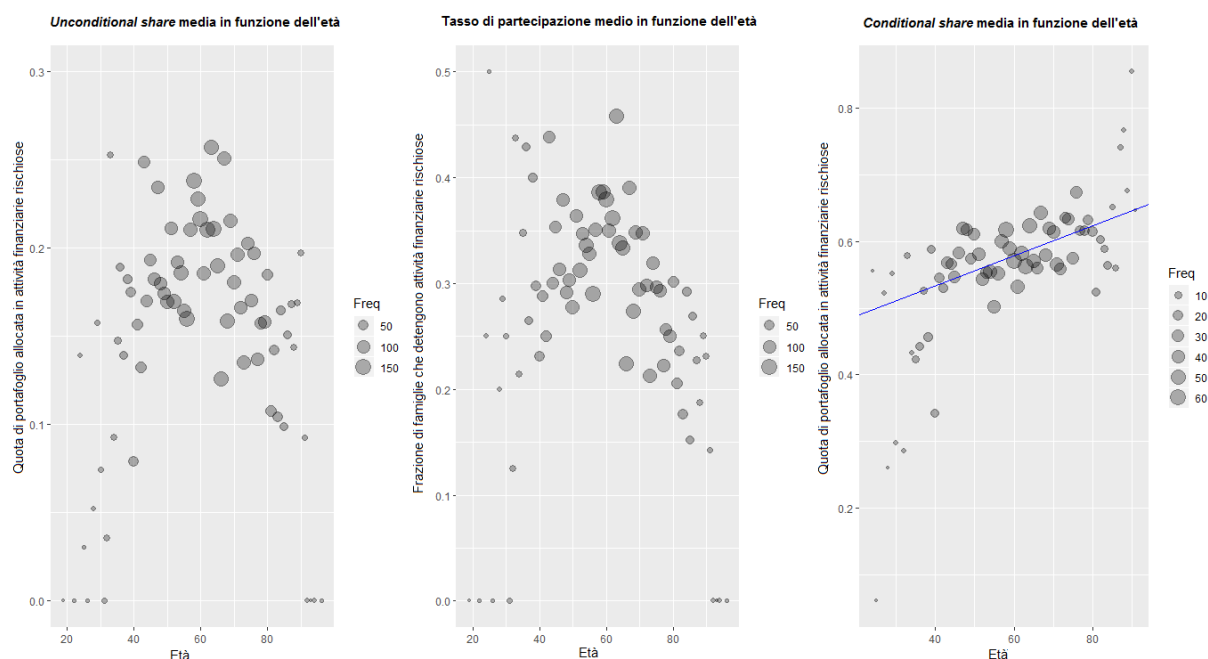 Unconditional share media in funzione dell'età
Quota di portafoglio allocata in attività finanziarie rischiose
0.3
0.2
0.1
0.0
20 40 60 80
Età
Freq
50
100
150
Tasso di partecipazione medio in funzione dell'età
Frazione di famiglie che detengono attività finanziarie rischiose
0.5
0.4
0.3
0.2
0.1
0.0
20 40 60 80
Età
Freq
50
100
150
Conditional share media in funzione dell'età
Quota di portafoglio allocata in attività finanziarie rischiose
0.8
0.6
0.4
0.2
40 60 80
Età
Freq
10
20
30
40
50
60